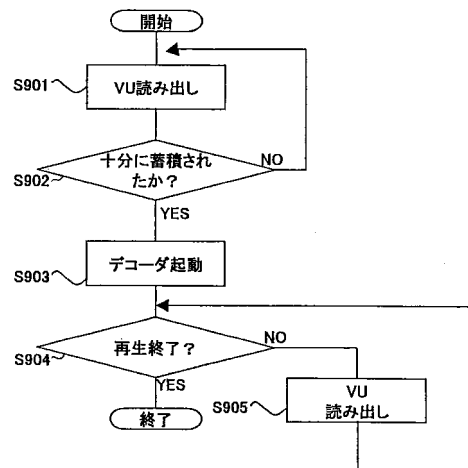 開始
S901
VU読み出し
十分に蓄積され
たか？
NO
S902
YES
デコーダ起動
S903
再生終了？
NO
S904
YES
VU
読み出し
S905
終了